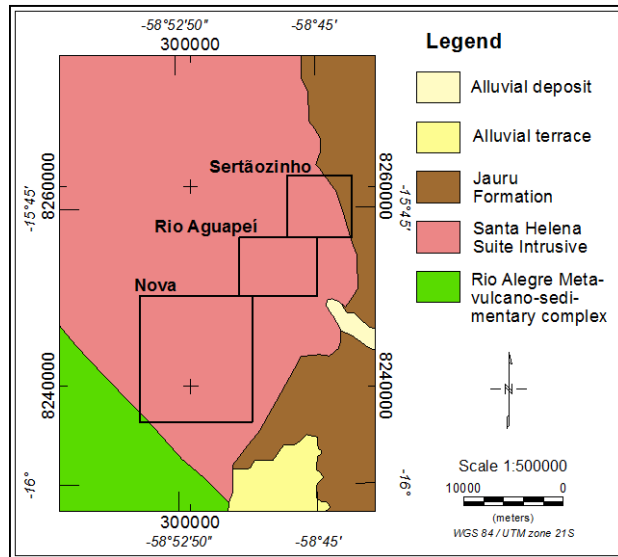 -58°52'50"
-58°45'
300000
Legend
Alluvial deposit
Alluvial terrace
Jauru
Formation
Santa Helena
Suite Intrusive
Rio Alegre Meta-
vulcano-sedi-
mentary complex
Sertãozinho
8260000
8260000
-15°45'
-15°45'
Rio Aguapeí
Nova
8240000
8240000
N
-16°
-16°
Scale 1:500000
10000
0
(meters)
WGS 84 / UTM zone 21S
300000
-58°52'50"
-58°45'